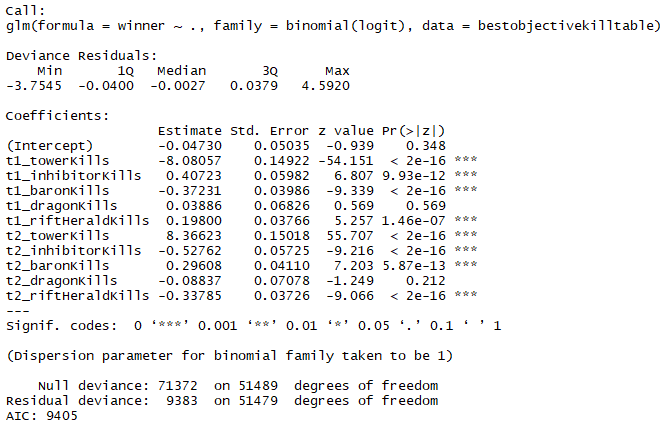 Call:
glm(formula = winner ~ ., family = binomial(logit), data = bestobjectivekilltable)
Deviance Residuals:
Min 1Q Median 3Q Max
-3.7545 -0.0400 -0.0027 0.0379 4.5920
Coefficients:
Estimate Std. Error z value Pr(>|z|)
(Intercept) -0.04730 0.05035 -0.939 0.348
t1_towerKills -8.08057 0.14922 -54.151 < 2e-16 ***
t1_inhibitorKills 0.40723 0.05982 6.807 9.93e-12 ***
t1_baronKills -0.37231 0.03986 -9.339 < 2e-16 ***
t1_dragonKills 0.03886 0.06826 0.569 0.569
t1_riftHeraldKills 0.19800 0.03766 5.257 1.46e-07 ***
t2_towerKills 8.36623 0.15018 55.707 < 2e-16 ***
t2_inhibitorKills -0.52762 0.05725 -9.216 < 2e-16 ***
t2_baronKills 0.29608 0.04110 7.203 5.87e-13 ***
t2_dragonKills -0.08837 0.07078 -1.249 0.212
t2_riftHeraldKills -0.33785 0.03726 -9.066 < 2e-16 ***
---
Signif. codes: 0 ‘***’ 0.001 ‘**’ 0.01 ‘*’ 0.05 ‘.’ 0.1 ‘ ’ 1
(Dispersion parameter for binomial family taken to be 1)
Null deviance: 71372 on 51489 degrees of freedom
Residual deviance: 9383 on 51479 degrees of freedom
AIC: 9405